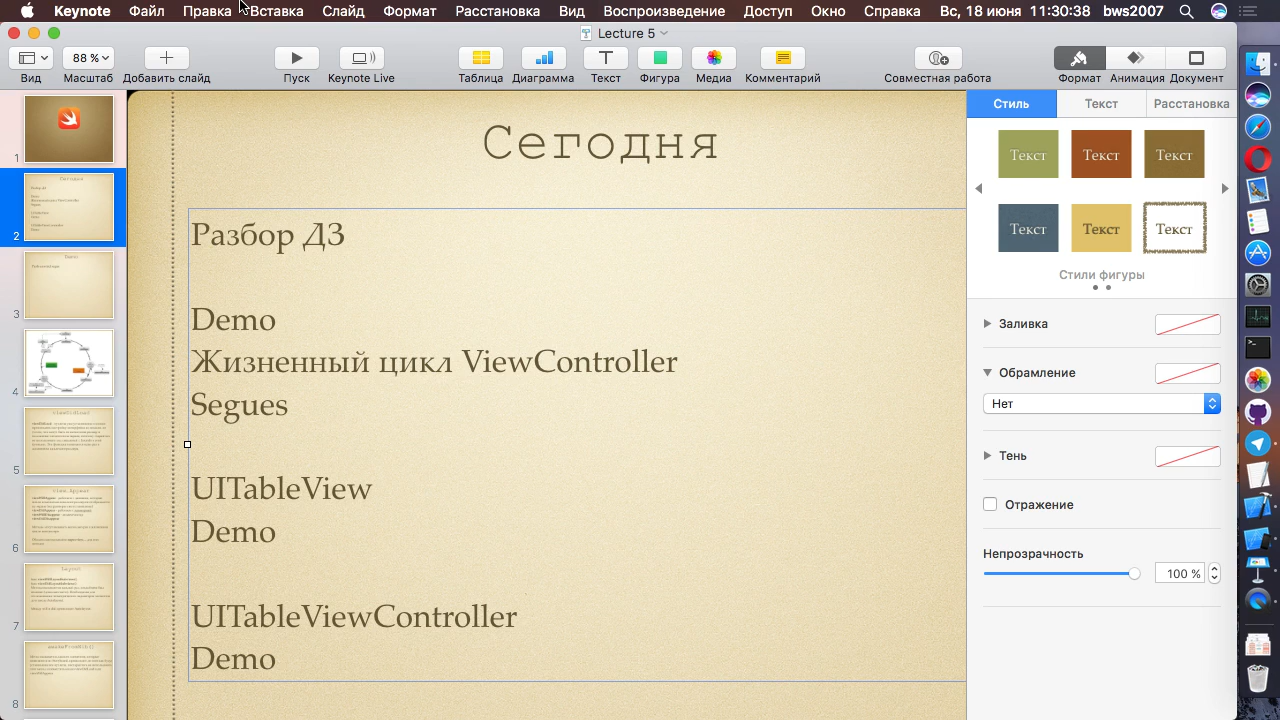 Keynote Файл Правка Вставка Слайд Формат Расстановка Вид Воспроизведение Доступ Окно Справка Вс, 18 июня 11:30:38 bws2007
Lecture 5
88 %
Вид Масштаб Добавить слайд Пуск Keynote Live Таблица Диаграмма Текст Фигура Медиа Комментарий Совместная работа Формат Анимация Документ
Стиль Текст Расстановка
1
2
3
4
5
6
7
8
Сегодня
Разбор ДЗ
Demo
Жизненный цикл ViewController
Segues
UITableView
Demo
UITableViewController
Demo
Текст Текст Текст
Текст Текст Текст
Стили фигуры
Заливка
Обрамление
Нет
Тень
Отражение
Непрозрачность
100 %